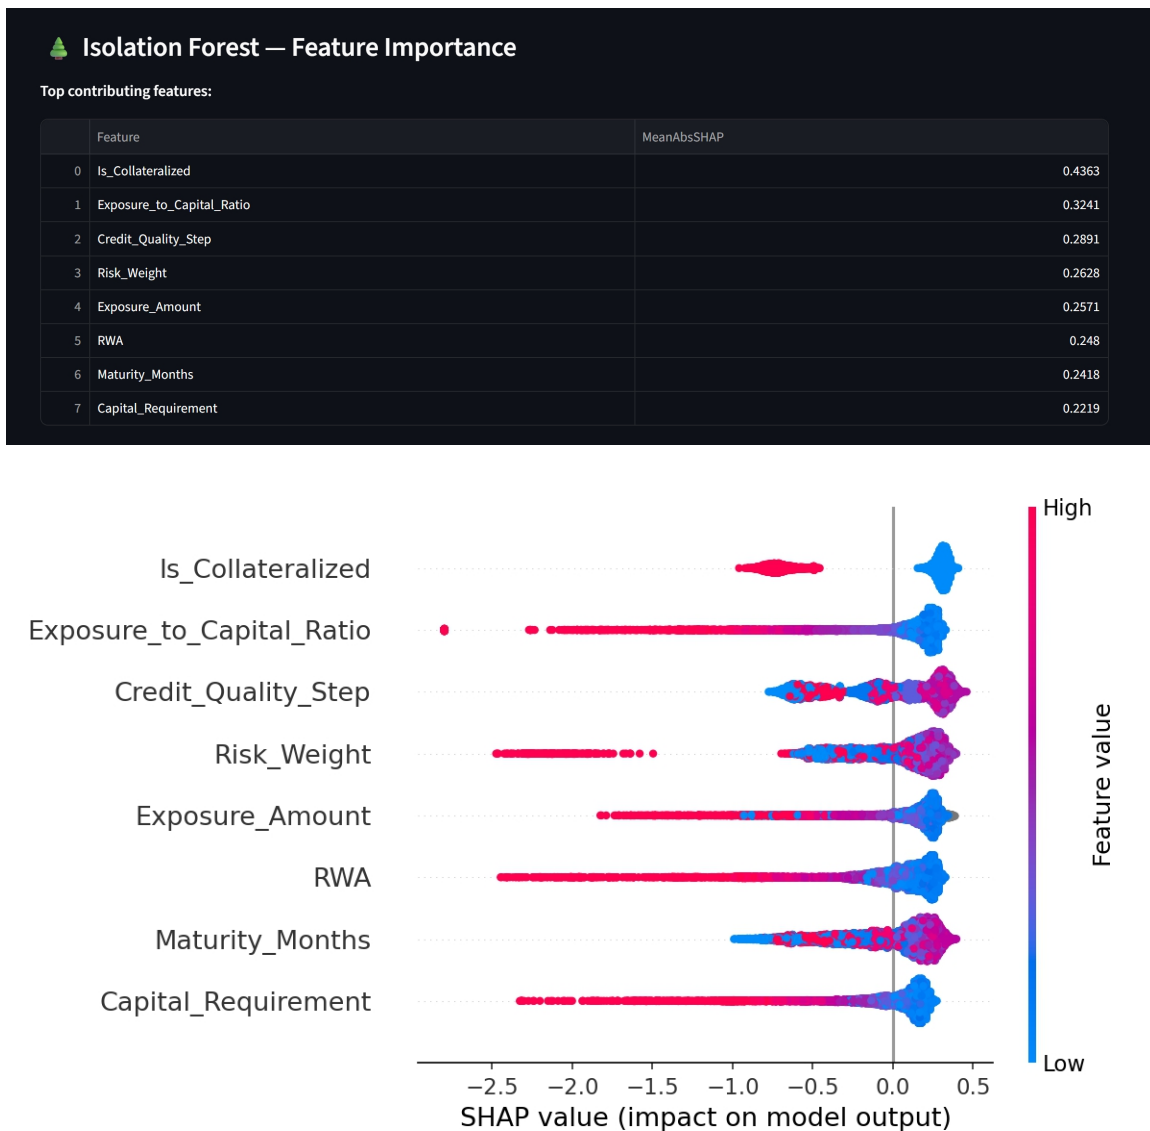 Isolation Forest — Feature Importance
Top contributing features:
Feature MeanAbsSHAP
0 Is_Collateralized 0.4363
1 Exposure_to_Capital_Ratio 0.3241
2 Credit_Quality_Step 0.2891
3 Risk_Weight 0.2628
4 Exposure_Amount 0.2571
5 RWA 0.248
6 Maturity_Months 0.2418
7 Capital_Requirement 0.2219
High
Is_Collateralized
Exposure_to_Capital_Ratio
Credit_Quality_Step
Risk_Weight
Exposure_Amount
RWA
Maturity_Months
Capital_Requirement
Feature value
Low
−2.5 −2.0 −1.5 −1.0 −0.5 0.0 0.5
SHAP value (impact on model output)